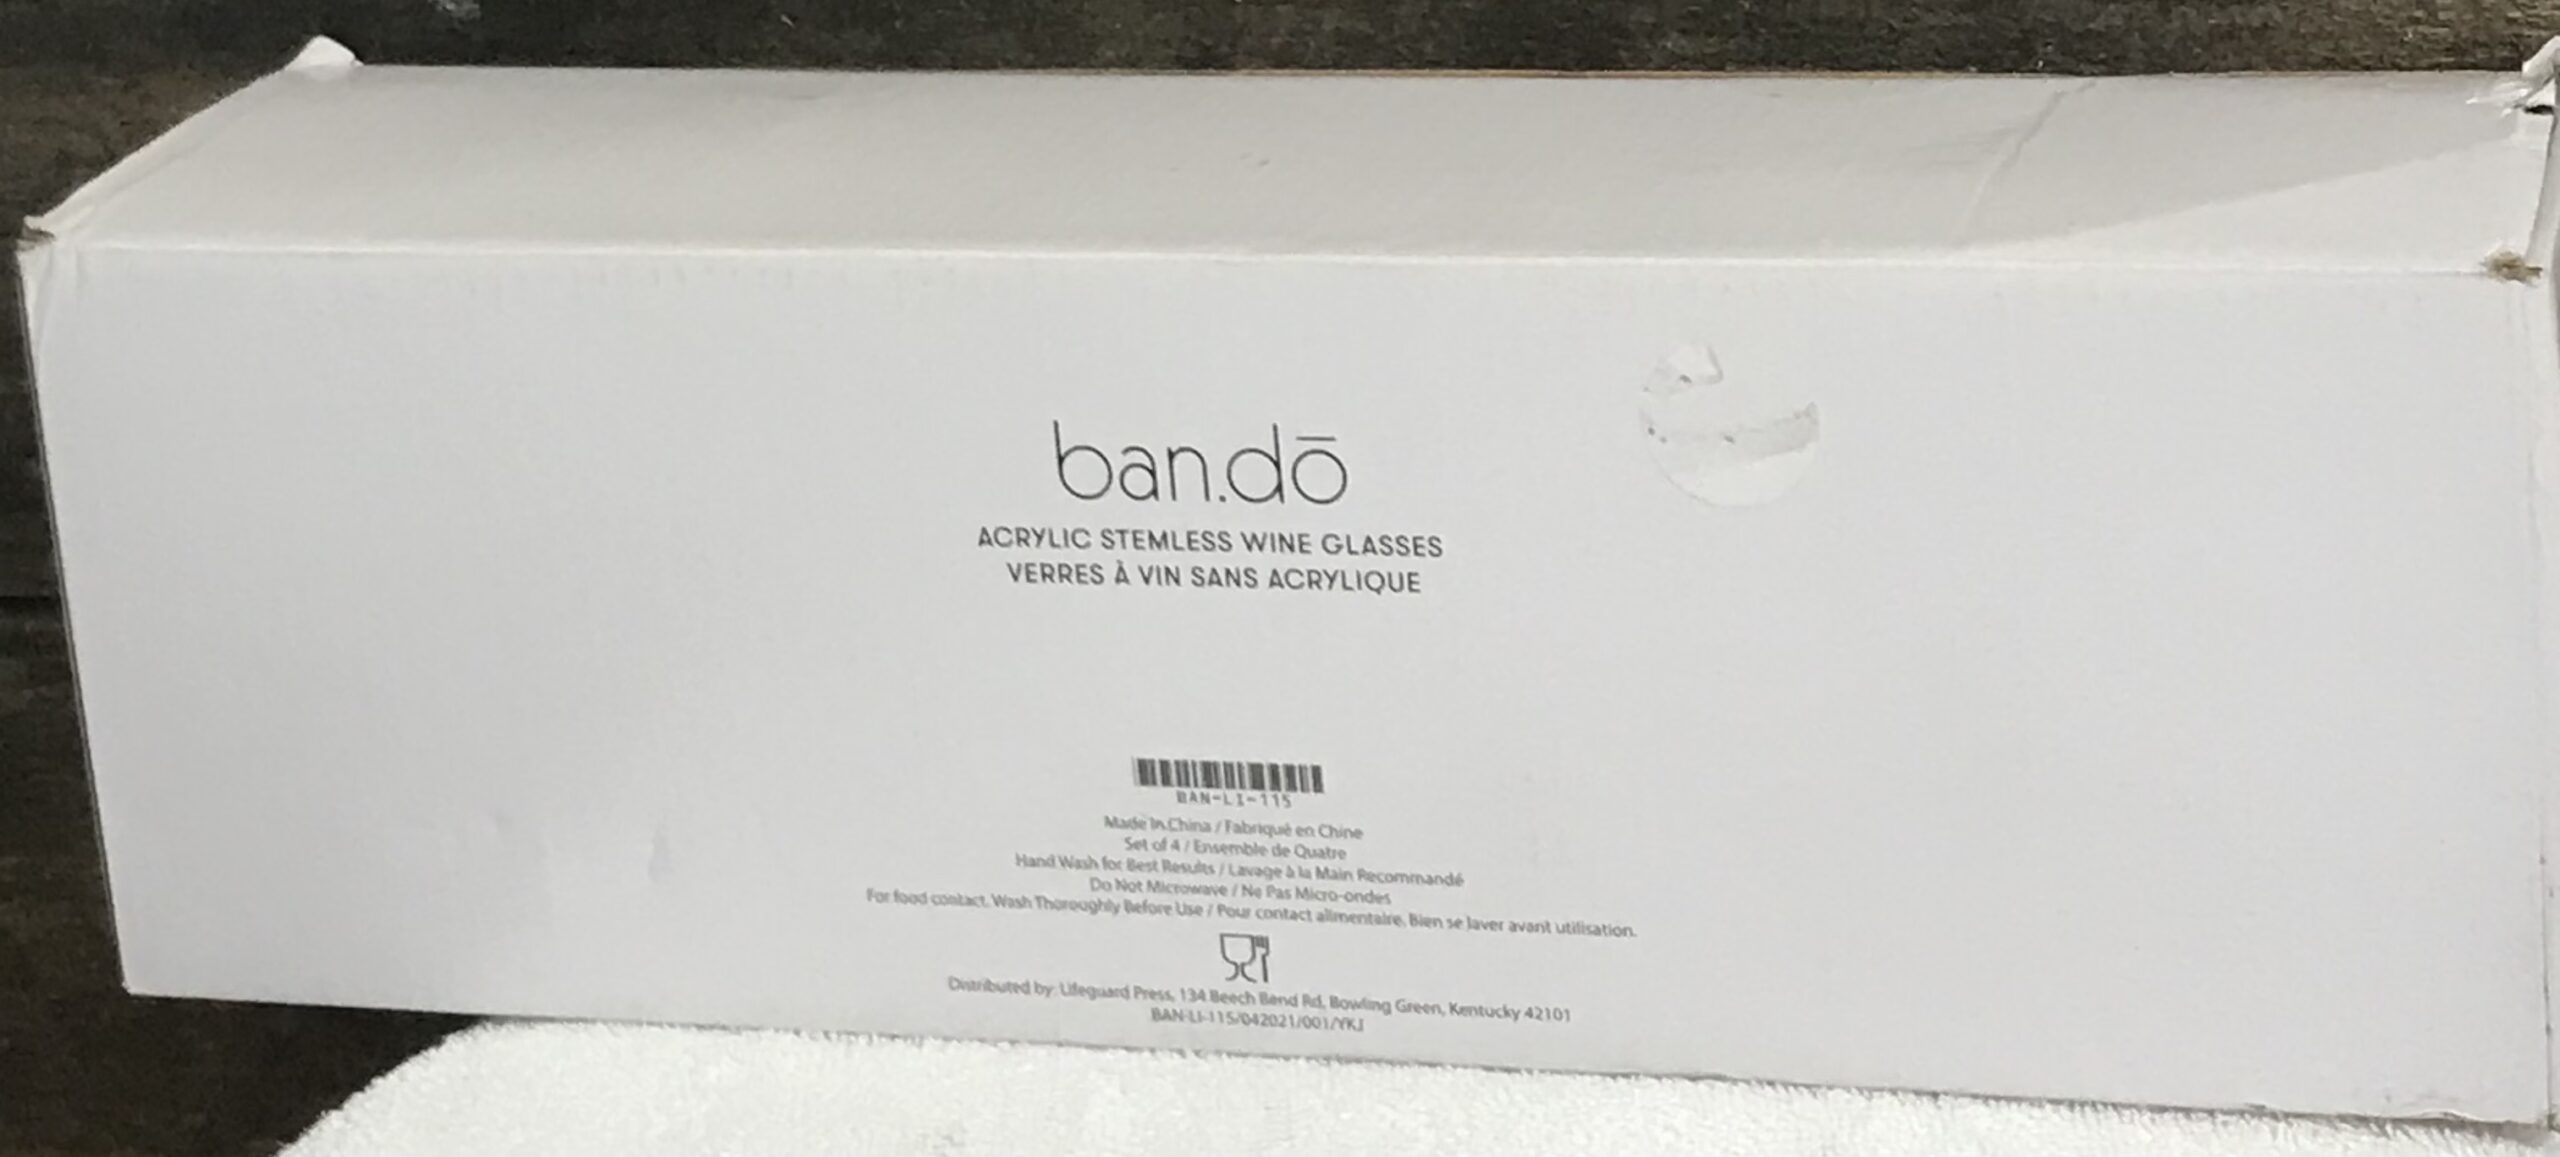 ban.dō
ACRYLIC STEMLESS WINE GLASSES
VERRES À VIN SANS ACRYLIQUE
BAN-LI-115
Made In China / Fabriqué en Chine
Set of 4 / Ensemble de Quatre
Hand Wash for Best Results / Lavage à la Main Recommandé
Do Not Microwave / Ne Pas Micro-ondes
For food contact. Wash Thoroughly Before Use / Pour contact alimentaire, Bien se laver avant utilisation.
Distributed by: Lifeguard Press, 134 Beech Bend Rd, Bowling Green, Kentucky 42101
BAN-LI-115/042021/001/YKJ